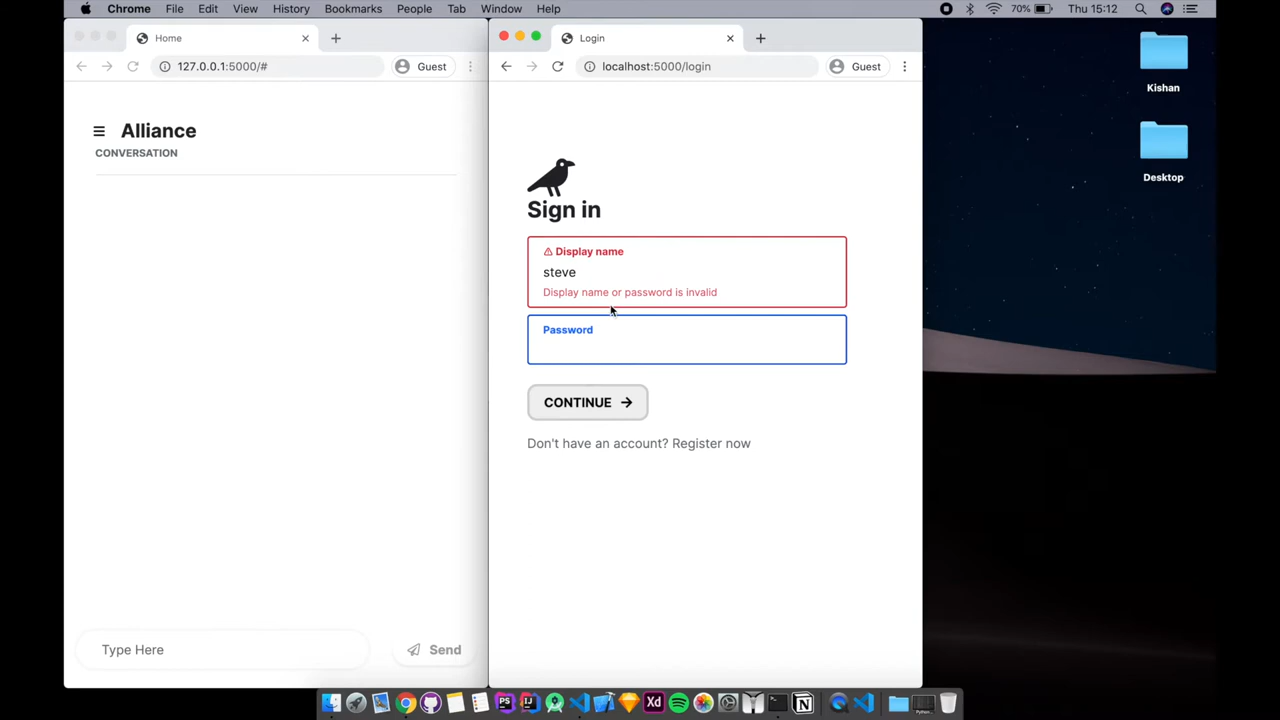 Chrome File Edit View History Bookmarks People Tab Window Help 70% Thu 15:12
Home
127.0.0.1:5000/#
Guest
Alliance
CONVERSATION
Type Here
Send
Login
localhost:5000/login
Guest
Sign in
Display name
steve
Display name or password is invalid
Password
CONTINUE
Don't have an account? Register now
Kishan
Desktop
PS
Xd
N